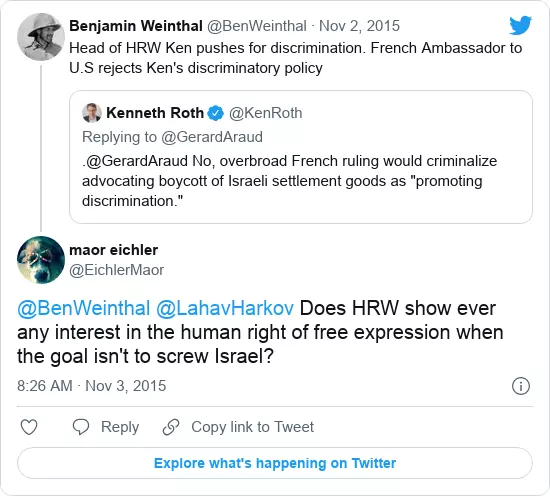 Benjamin Weinthal @BenWeinthal · Nov 2, 2015
Head of HRW Ken pushes for discrimination. French Ambassador to
U.S rejects Ken's discriminatory policy
Kenneth Roth @KenRoth
Replying to @GerardAraud
.@GerardAraud No, overbroad French ruling would criminalize
advocating boycott of Israeli settlement goods as "promoting
discrimination."
maor eichler
@EichlerMaor
@BenWeinthal @LahavHarkov Does HRW show ever
any interest in the human right of free expression when
the goal isn't to screw Israel?
8:26 AM · Nov 3, 2015
Reply
Copy link to Tweet
Explore what's happening on Twitter